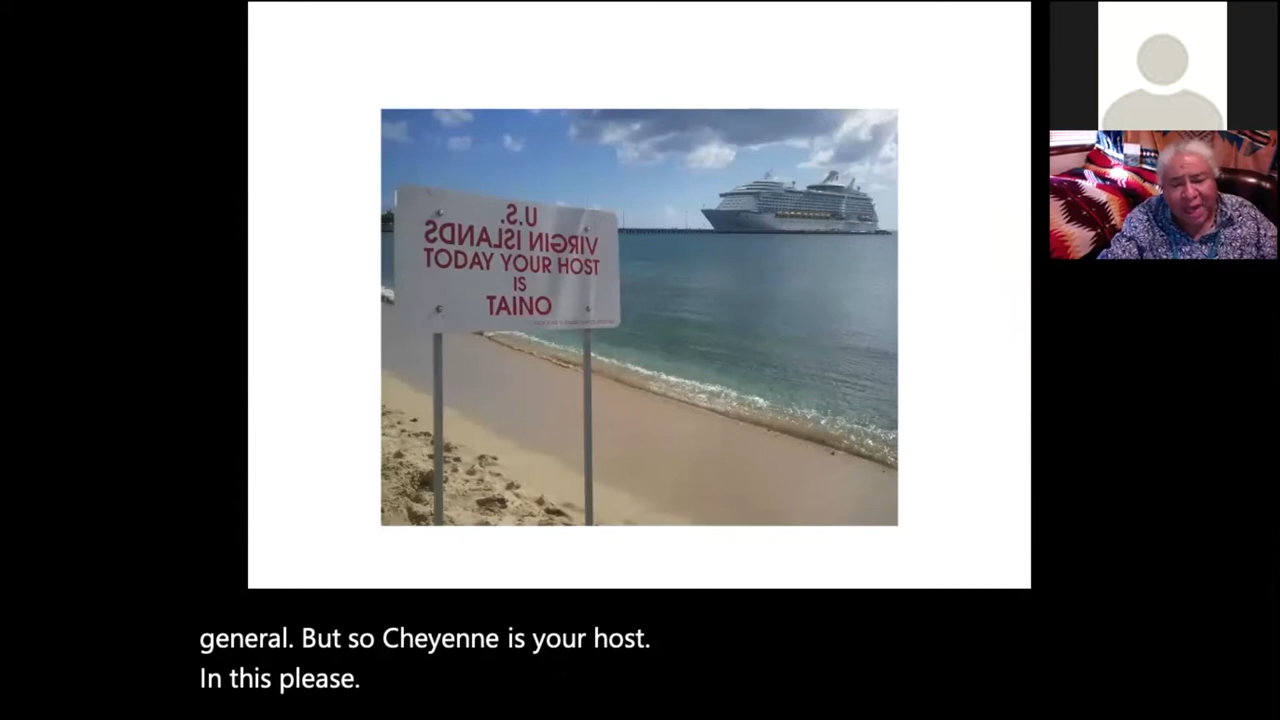 U.S.
VIRGIN ISLANDS
TODAY YOUR HOST
IS
TAINO
general. But so Cheyenne is your host.
In this please.